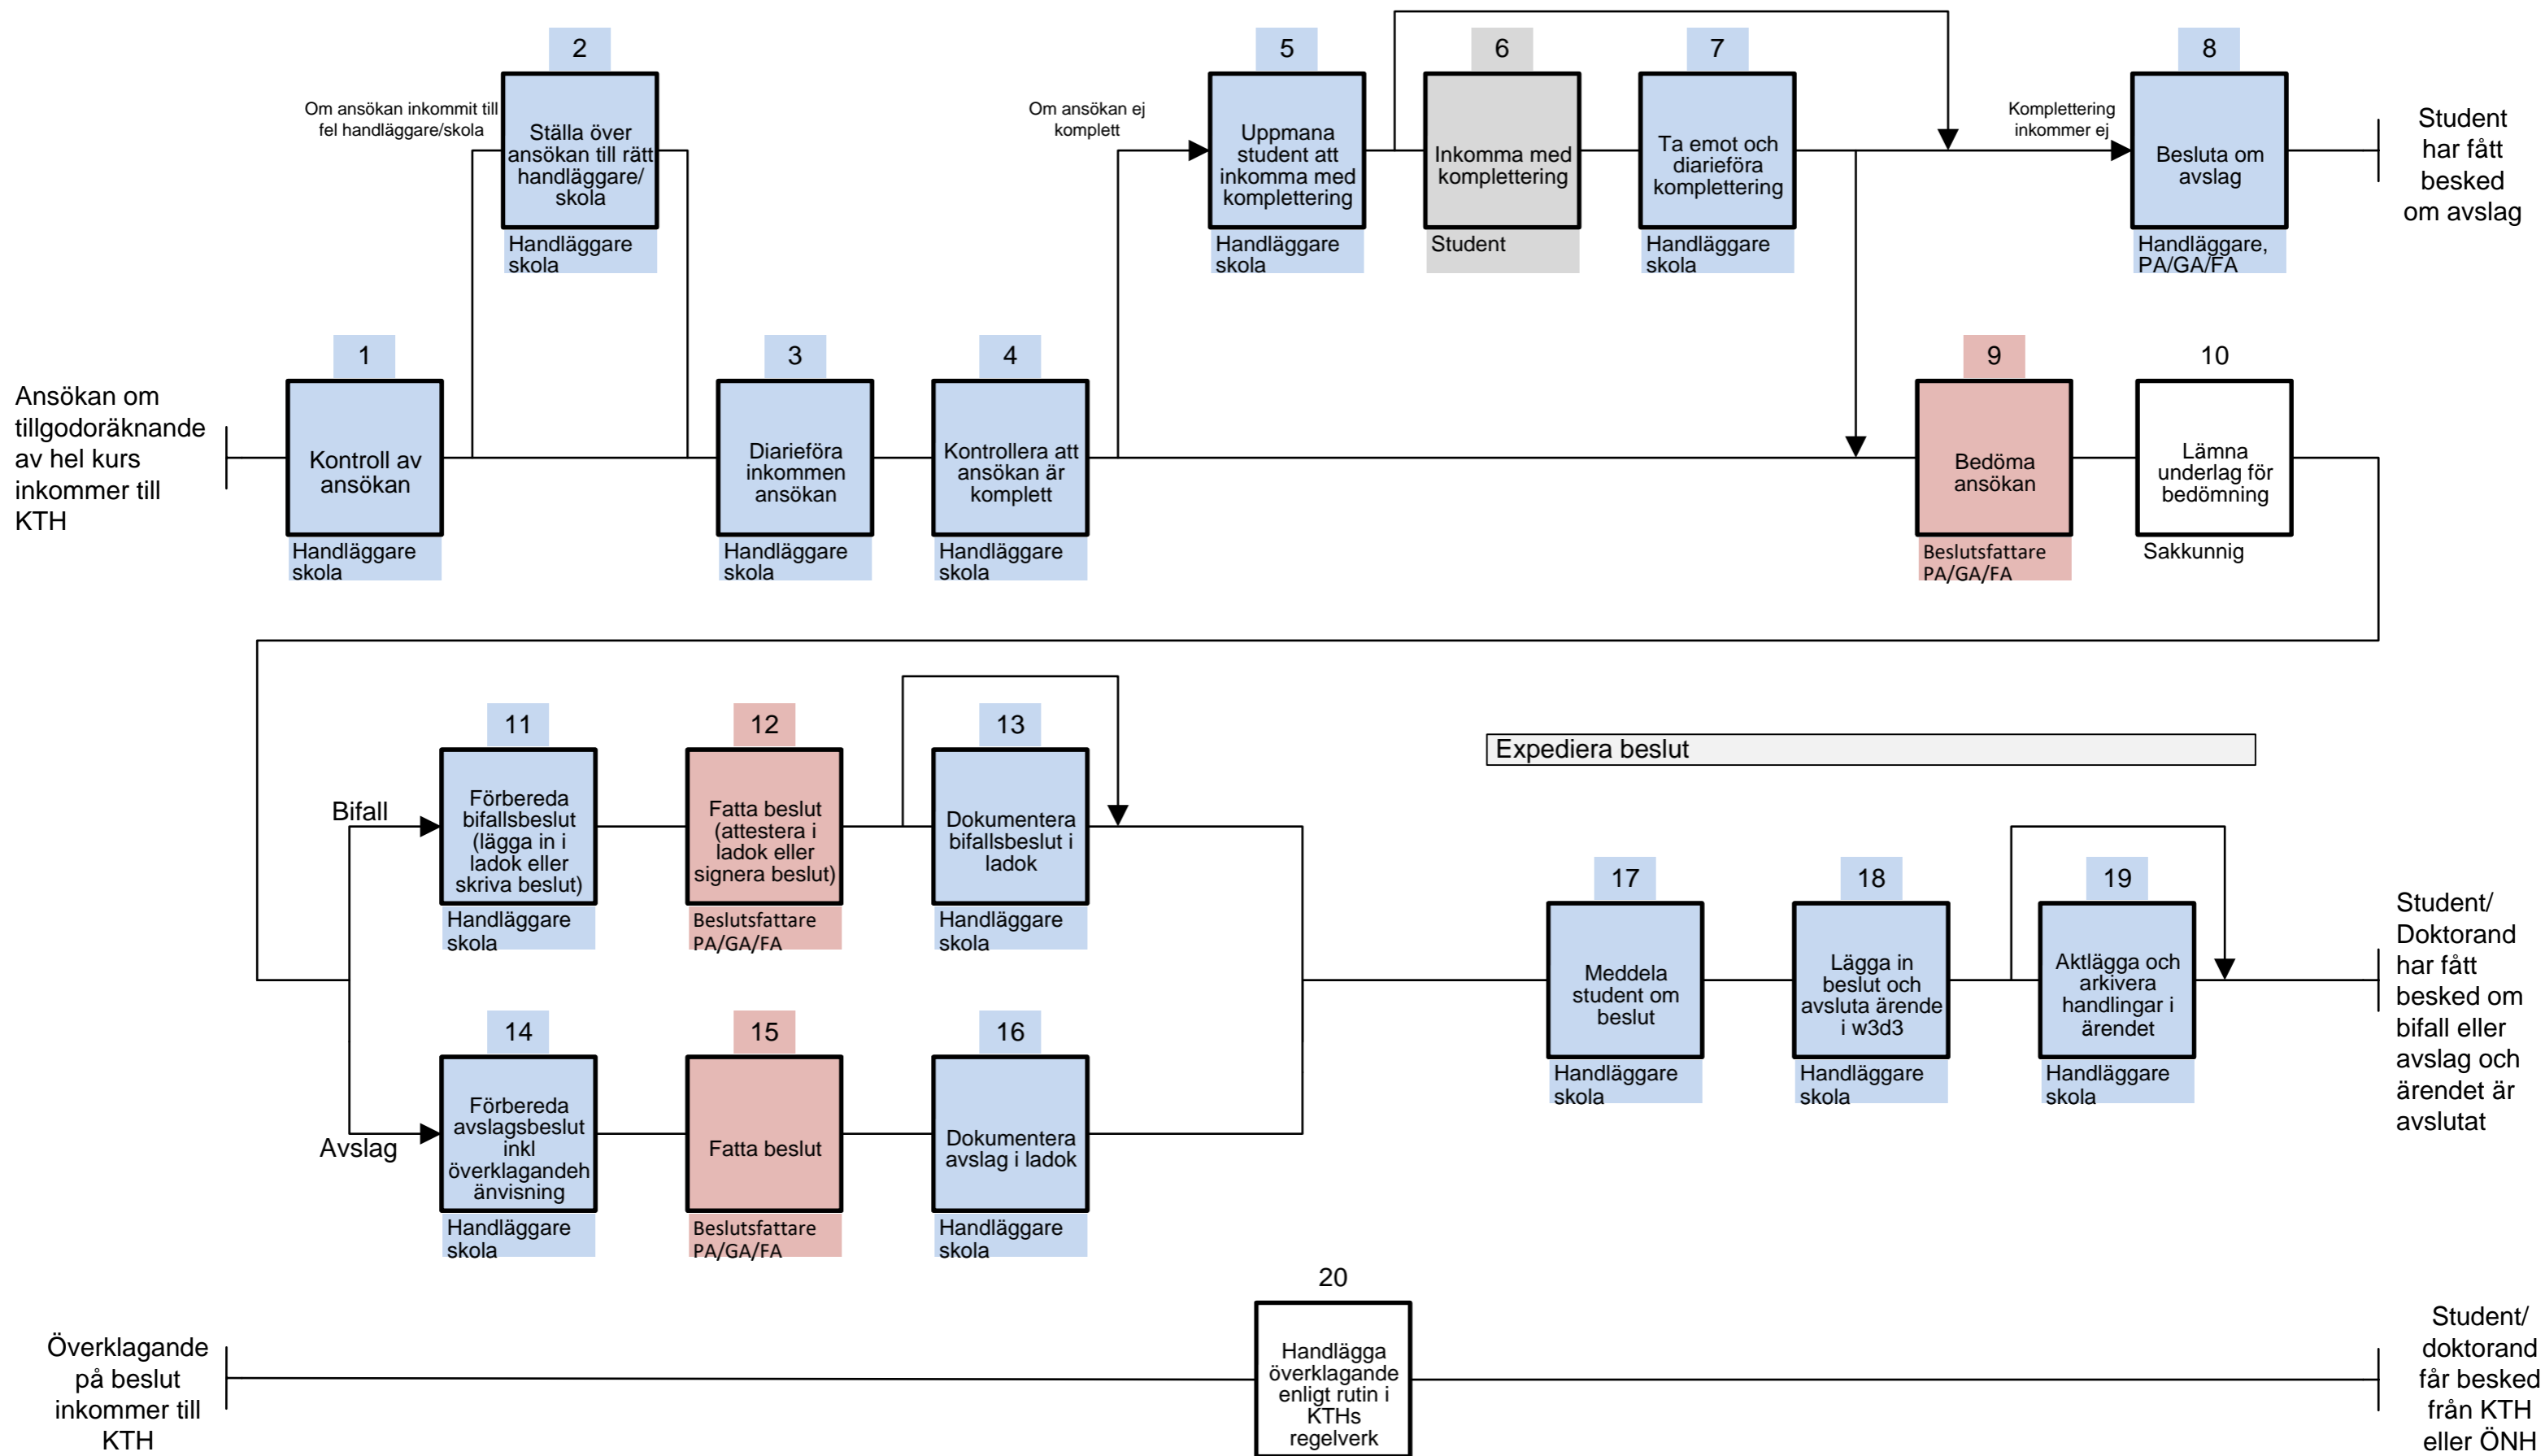 2
Om ansökan inkommit till
fel handläggare/skola
Ställa över
ansökan till rätt
handläggare/
skola
Handläggare
skola
5
Om ansökan ej
komplett
Uppmana
student att
inkomma med
komplettering
Handläggare
skola
6
Inkomma med
komplettering
Student
7
Ta emot och
diarieföra
komplettering
Handläggare
skola
8
Komplettering
inkommer ej
Besluta om
avslag
Handläggare,
PA/GA/FA
Student
har fått
besked
om avslag
Ansökan om
tillgodoräknande
av hel kurs
inkommer till
KTH
1
Kontroll av
ansökan
Handläggare
skola
3
Diarieföra
inkommen
ansökan
Handläggare
skola
4
Kontrollera att
ansökan är
komplett
Handläggare
skola
9
Bedöma
ansökan
Beslutsfattare
PA/GA/FA
10
Lämna
underlag för
bedömning
Sakkunnig
Bifall
11
Förbereda
bifallsbeslut
(lägga in i
ladok eller
skriva beslut)
Handläggare
skola
12
Fatta beslut
(attestera i
ladok eller
signera beslut)
Beslutsfattare
PA/GA/FA
13
Dokumentera
bifallsbeslut i
ladok
Handläggare
skola
Avslag
14
Förbereda
avslagsbeslut
inkl
överklagandeh
änvisning
Handläggare
skola
15
Fatta beslut
Beslutsfattare
PA/GA/FA
16
Dokumentera
avslag i ladok
Handläggare
skola
Expediera beslut
17
Meddela
student om
beslut
Handläggare
skola
18
Lägga in
beslut och
avsluta ärende
i w3d3
Handläggare
skola
19
Aktlägga och
arkivera
handlingar i
ärendet
Handläggare
skola
Student/
Doktorand
har fått
besked om
bifall eller
avslag och
ärendet är
avslutat
Överklagande
på beslut
inkommer till
KTH
20
Handlägga
överklagande
enligt rutin i
KTHs
regelverk
Student/
doktorand
får besked
från KTH
eller ÖNH